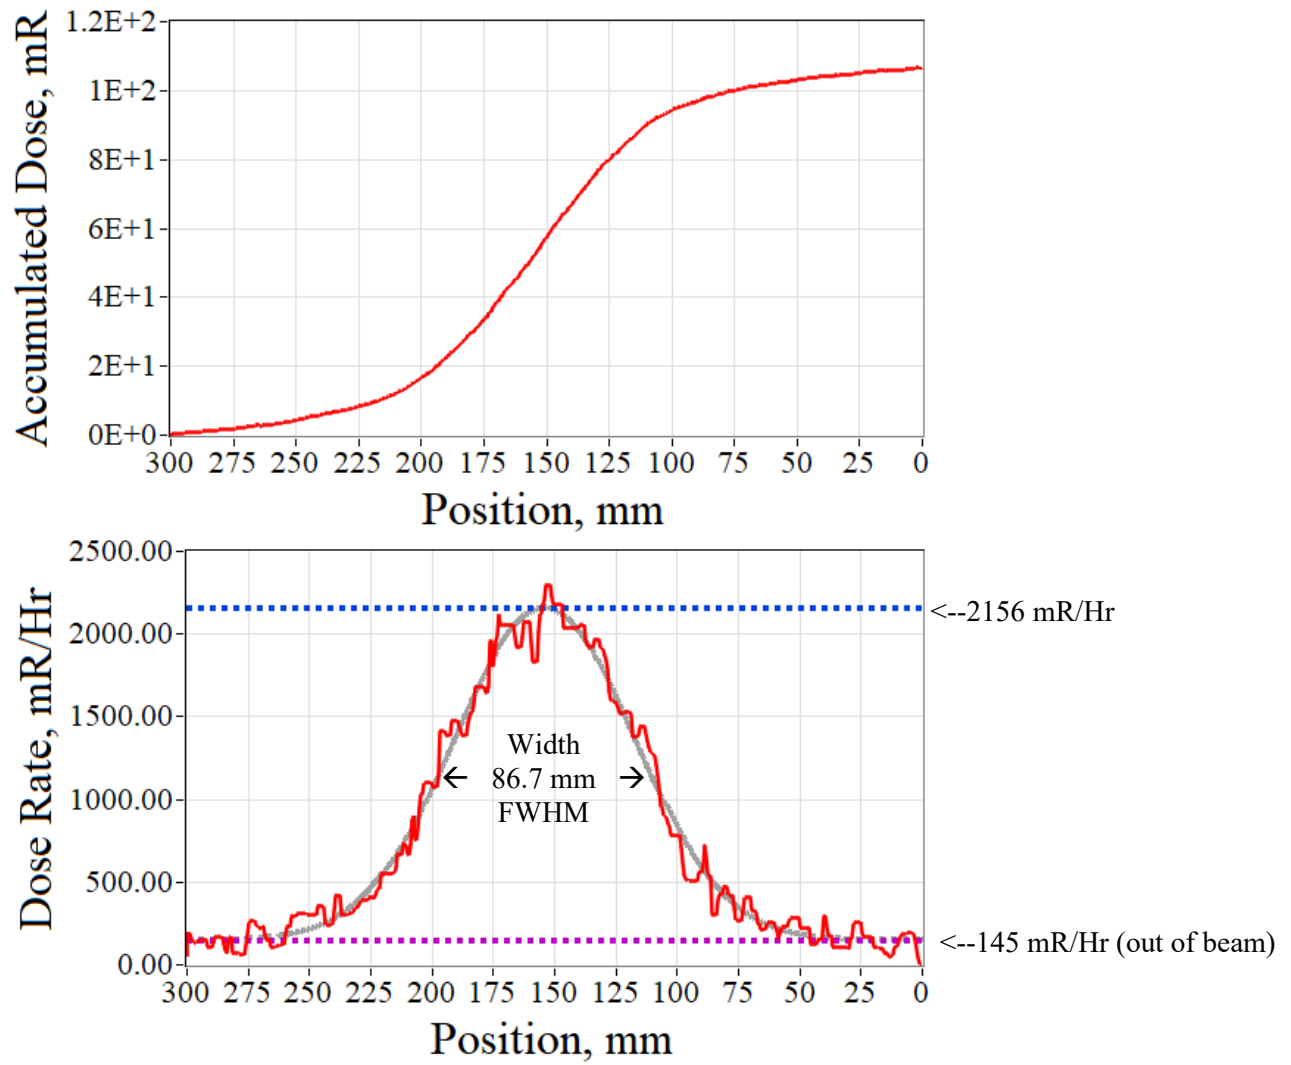 Accumulated Dose, mR
1.2E+2
1E+2
8E+1
6E+1
4E+1
2E+1
0E+0
300 275 250 225 200 175 150 125 100 75 50 25 0
Position, mm
Dose Rate, mR/Hr
2500.00
2000.00
1500.00
1000.00
500.00
0.00
<--2156 mR/Hr
Width
← 86.7 mm →
FWHM
<--145 mR/Hr (out of beam)
300 275 250 225 200 175 150 125 100 75 50 25 0
Position, mm